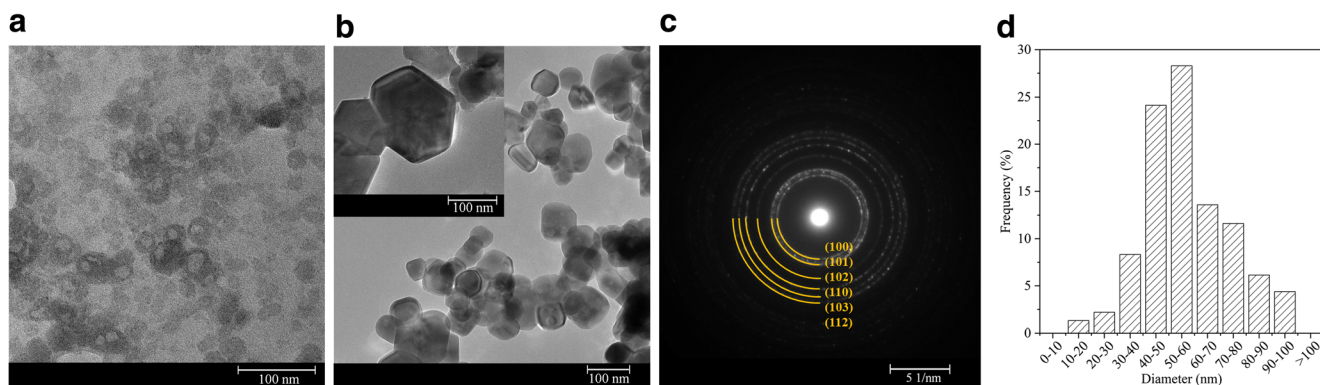 a
100 nm
b
100 nm
100 nm
c
(100)
(101)
(102)
(110)
(103)
(112)
5 1/nm
d
Frequency (%)
30
25
20
15
10
5
0
0-10
10-20
20-30
30-40
40-50
50-60
60-70
70-80
80-90
90-100
>100
Diameter (nm)